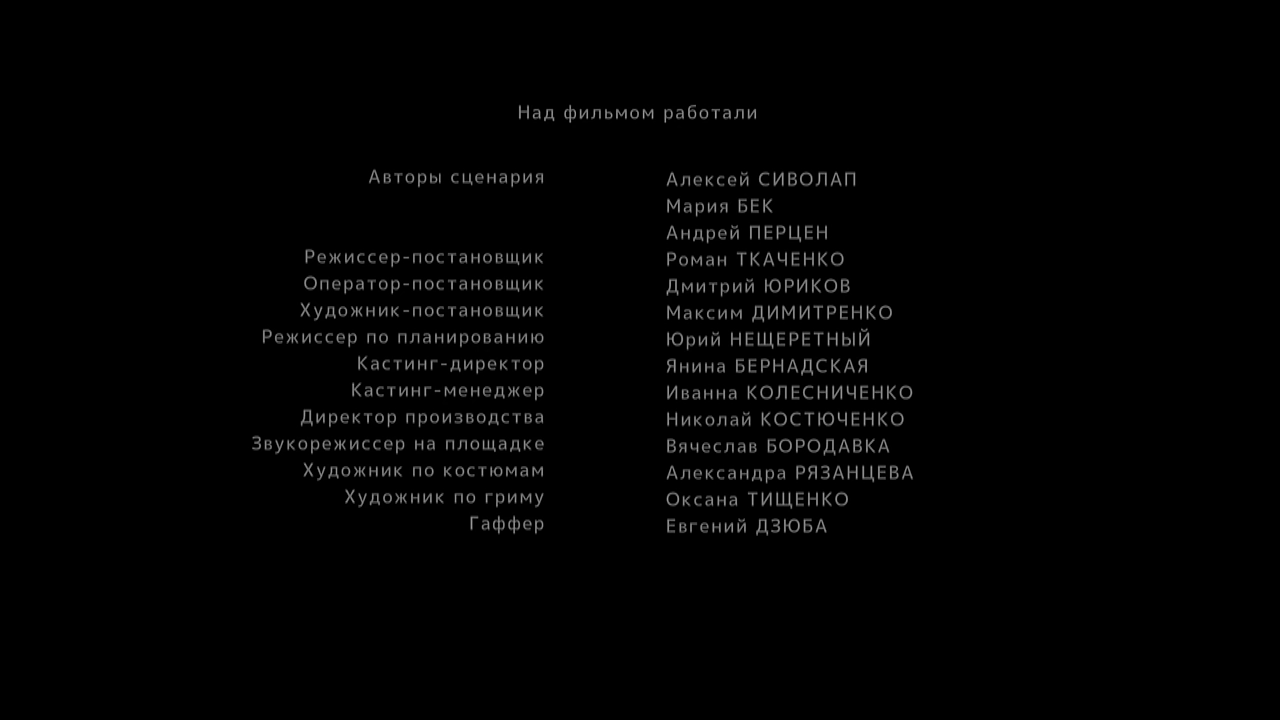 Над фильмом работали
Авторы сценария Алексей СИВОЛАП
Мария БЕК
Андрей ПЕРЦЕН
Режиссер-постановщик Роман ТКАЧЕНКО
Оператор-постановщик Дмитрий ЮРИКОВ
Художник-постановщик Максим ДИМИТРЕНКО
Режиссер по планированию Юрий НЕЩЕРЕТНЫЙ
Кастинг-директор Янина БЕРНАДСКАЯ
Кастинг-менеджер Иванна КОЛЕСНИЧЕНКО
Директор производства Николай КОСТЮЧЕНКО
Звукорежиссер на площадке Вячеслав БОРОДАВКА
Художник по костюмам Александра РЯЗАНЦЕВА
Художник по гриму Оксана ТИЩЕНКО
Гаффер Евгений ДЗЮБА